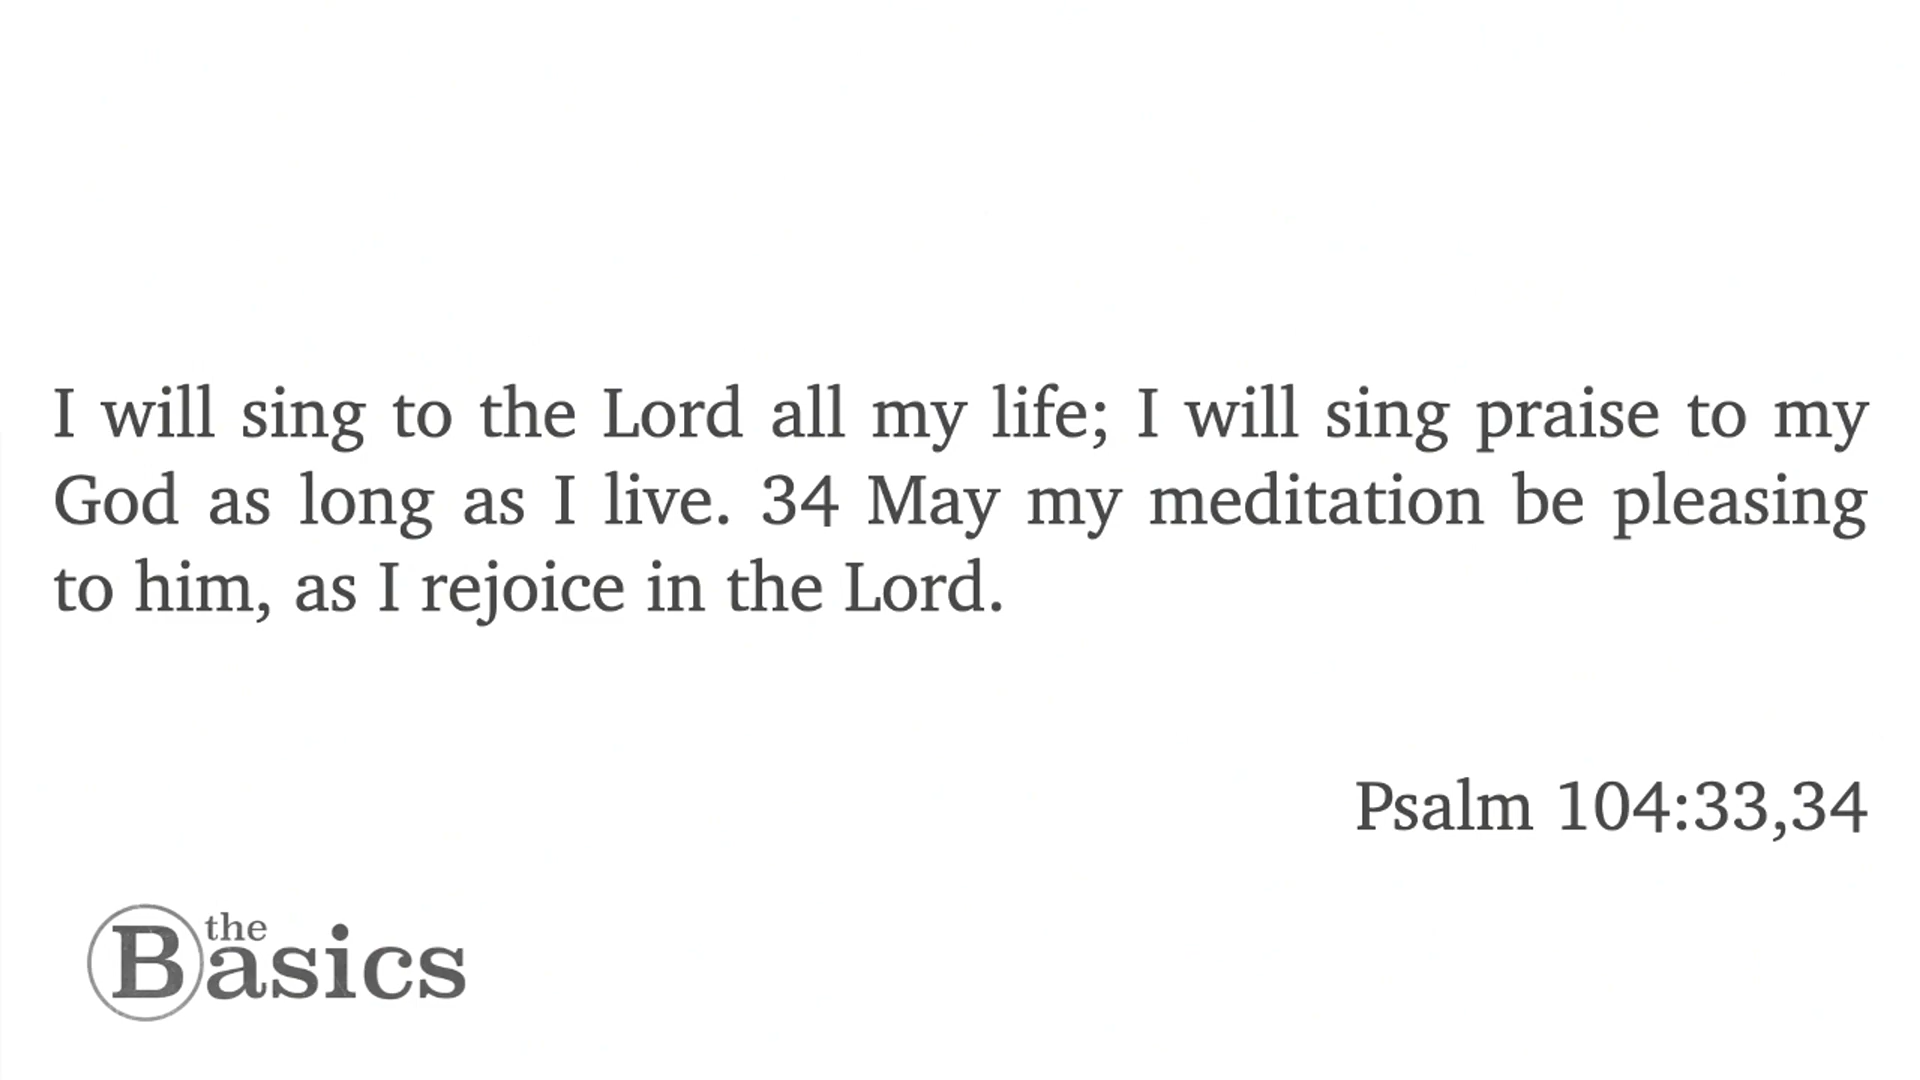 I will sing to the Lord all my life; I will sing praise to my
God as long as I live. 34 May my meditation be pleasing
to him, as I rejoice in the Lord.
Psalm 104:33,34
the
Basics